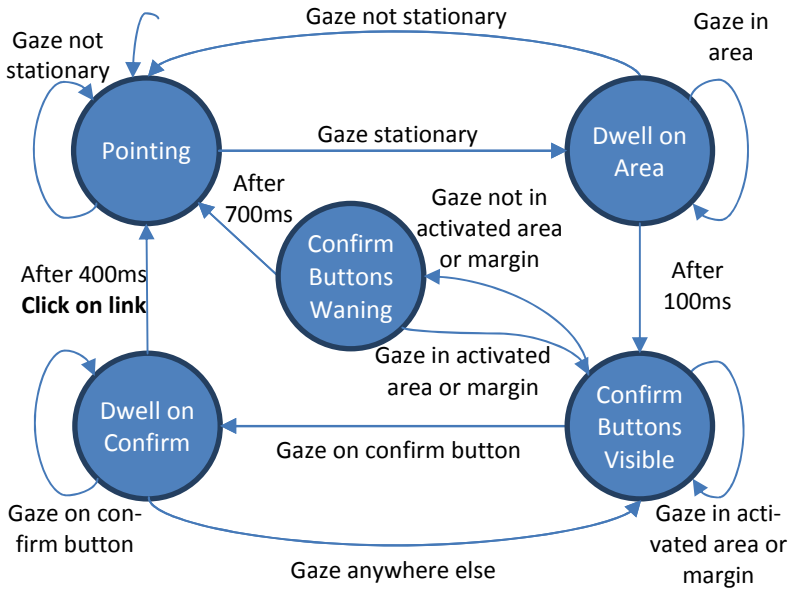 Gaze not stationary
Gaze not
stationary
Gaze in
area
Pointing
Gaze stationary
Dwell on
Area
After
700ms
Gaze not in
activated area
or margin
Confirm
Buttons
Waning
After 400ms
Click on link
After
100ms
Gaze in activated
area or margin
Dwell on
Confirm
Confirm
Buttons
Visible
Gaze on confirm button
Gaze on con-
firm button
Gaze in acti-
vated area or
margin
Gaze anywhere else